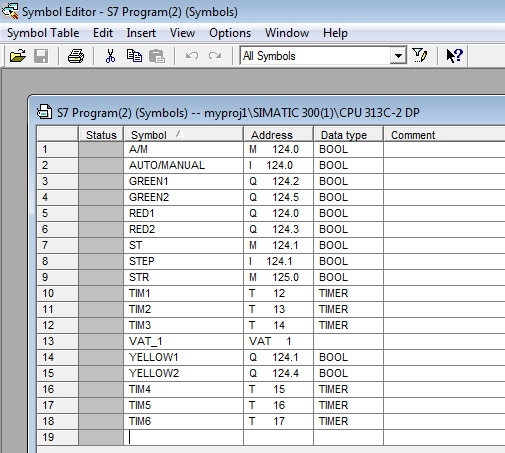 Symbol Editor - S7 Program(2) (Symbols)
Symbol Table Edit Insert View Options Window Help
All Symbols
S7 Program(2) (Symbols) -- myproj1\SIMATIC 300(1)\CPU 313C-2 DP
Status Symbol Address Data type Comment
1 A/M M 124.0 BOOL
2 AUTO/MANUAL I 124.0 BOOL
3 GREEN1 Q 124.2 BOOL
4 GREEN2 Q 124.5 BOOL
5 RED1 Q 124.0 BOOL
6 RED2 Q 124.3 BOOL
7 ST M 124.1 BOOL
8 STEP I 124.1 BOOL
9 STR M 125.0 BOOL
10 TIM1 T 12 TIMER
11 TIM2 T 13 TIMER
12 TIM3 T 14 TIMER
13 VAT_1 VAT 1
14 YELLOW1 Q 124.1 BOOL
15 YELLOW2 Q 124.4 BOOL
16 TIM4 T 15 TIMER
17 TIM5 T 16 TIMER
18 TIM6 T 17 TIMER
19